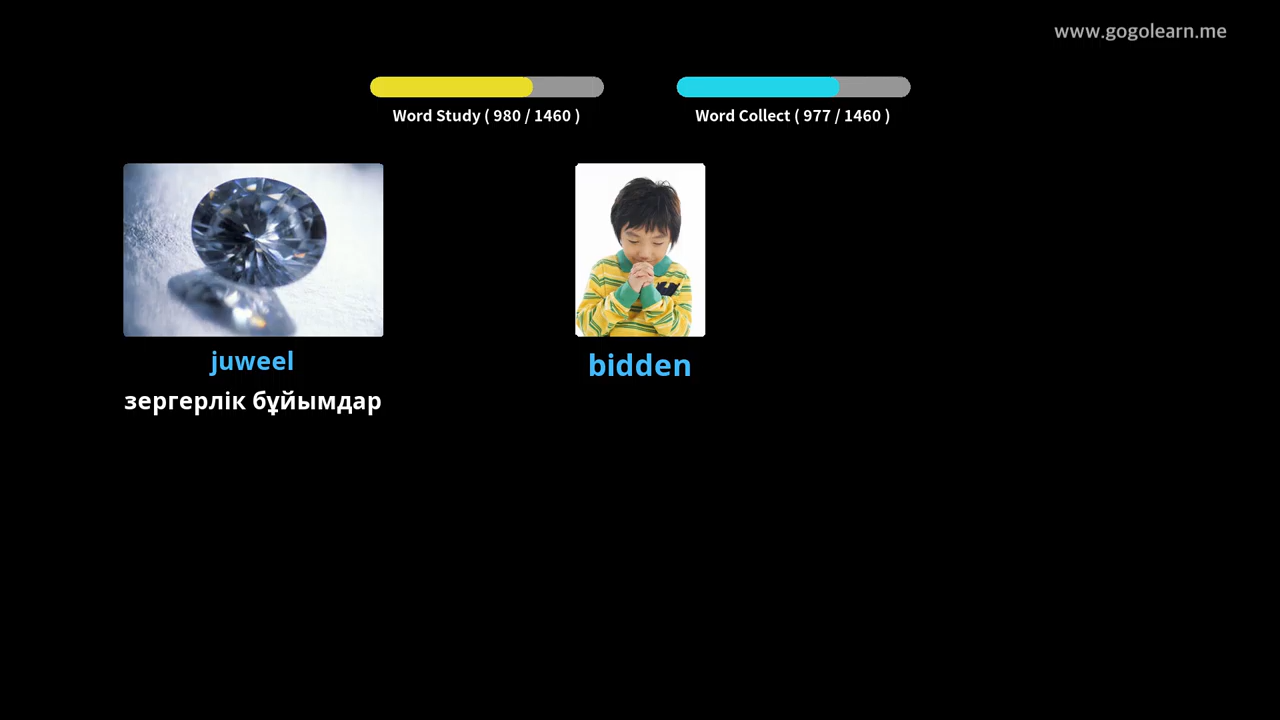 www.gogolearn.me
Word Study ( 980 / 1460 )
Word Collect ( 977 / 1460 )
juweel
зергерлік бұйымдар
bidden